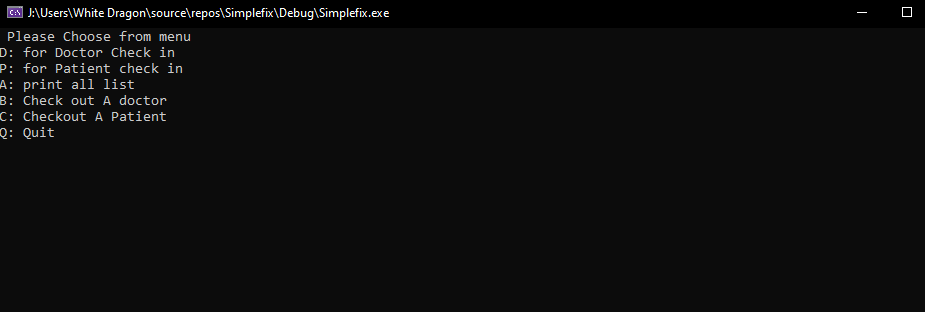 J:\Users\White Dragon\source\repos\Simplefix\Debug\Simplefix.exe
Please Choose from menu
D: for Doctor Check in
P: for Patient check in
A: print all list
B: Check out A doctor
C: Checkout A Patient
Q: Quit